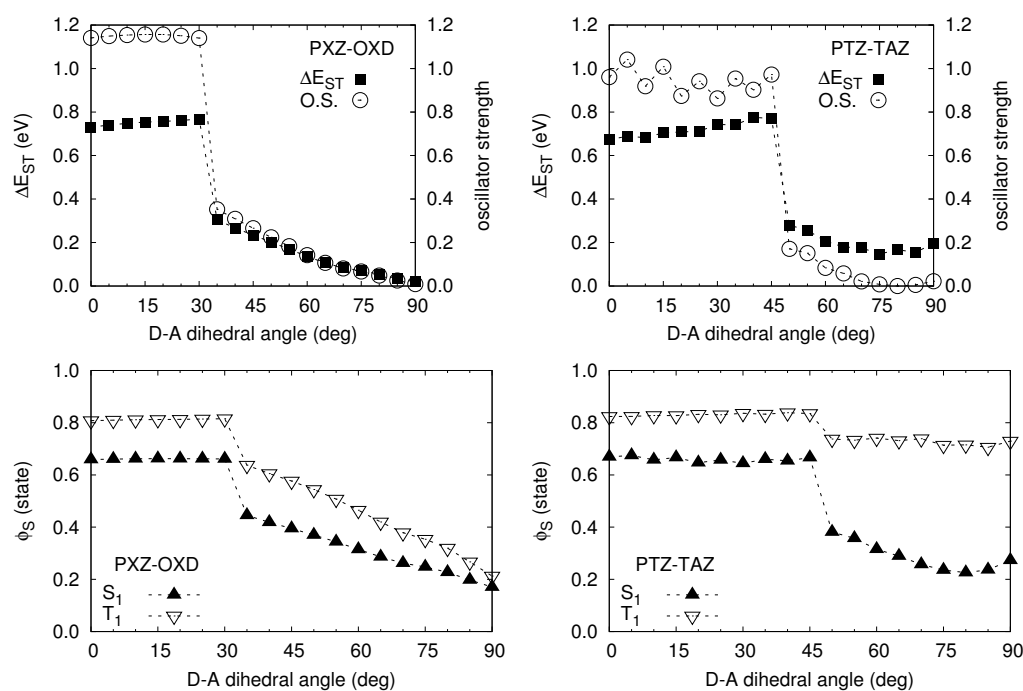 PXZ-OXD
ΔE_ST
O.S.
ΔE_ST (eV)
oscillator strength
0.0 0.2 0.4 0.6 0.8 1.0 1.2
0.0 0.2 0.4 0.6 0.8 1.0 1.2
0 15 30 45 60 75 90
D-A dihedral angle (deg)
PTZ-TAZ
ΔE_ST
O.S.
ΔE_ST (eV)
oscillator strength
0.0 0.2 0.4 0.6 0.8 1.0 1.2
0.0 0.2 0.4 0.6 0.8 1.0 1.2
0 15 30 45 60 75 90
D-A dihedral angle (deg)
ϕ_S (state)
0.0 0.2 0.4 0.6 0.8 1.0
PXZ-OXD
S_1
T_1
0 15 30 45 60 75 90
D-A dihedral angle (deg)
ϕ_S (state)
0.0 0.2 0.4 0.6 0.8 1.0
PTZ-TAZ
S_1
T_1
0 15 30 45 60 75 90
D-A dihedral angle (deg)